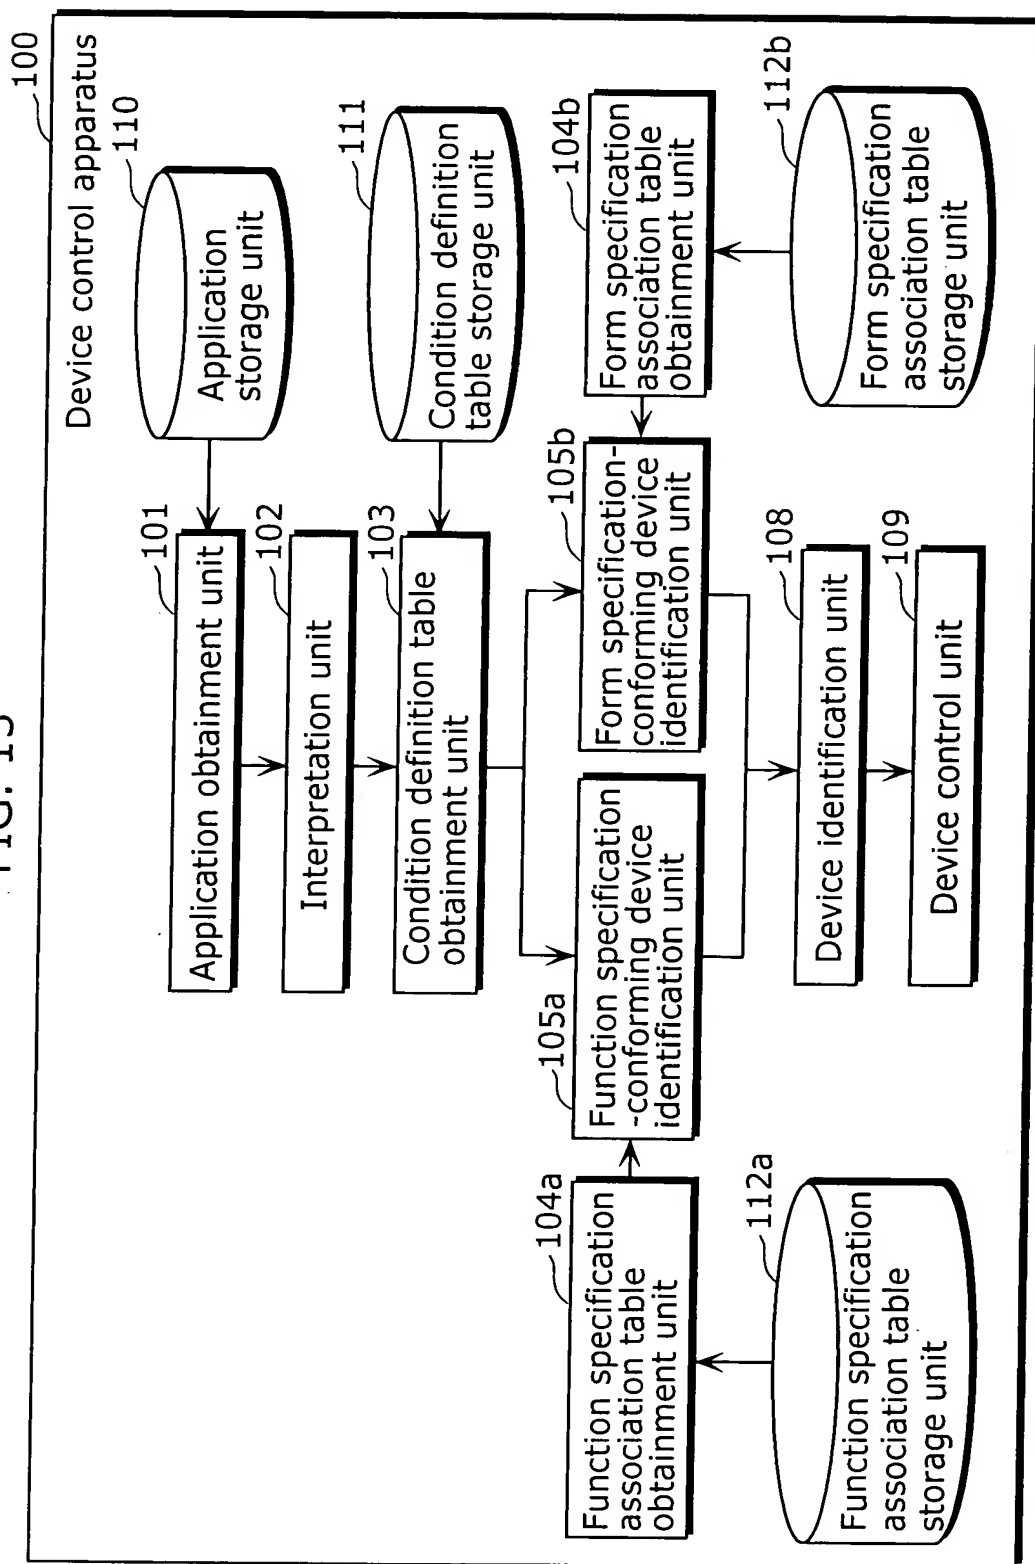 FIG. 13
100
Device control apparatus
110
Application
storage unit
101
Application obtainment unit
102
Interpretation unit
111
Condition definition
table storage unit
103
Condition definition table
obtainment unit
104a
Function specification
association table
obtainment unit
105a
Function specification
-conforming device
identification unit
105b
Form specification-
conforming device
identification unit
104b
Form specification
association table
obtainment unit
112a
Function specification
association table
storage unit
108
Device identification unit
109
Device control unit
112b
Form specification
association table
storage unit